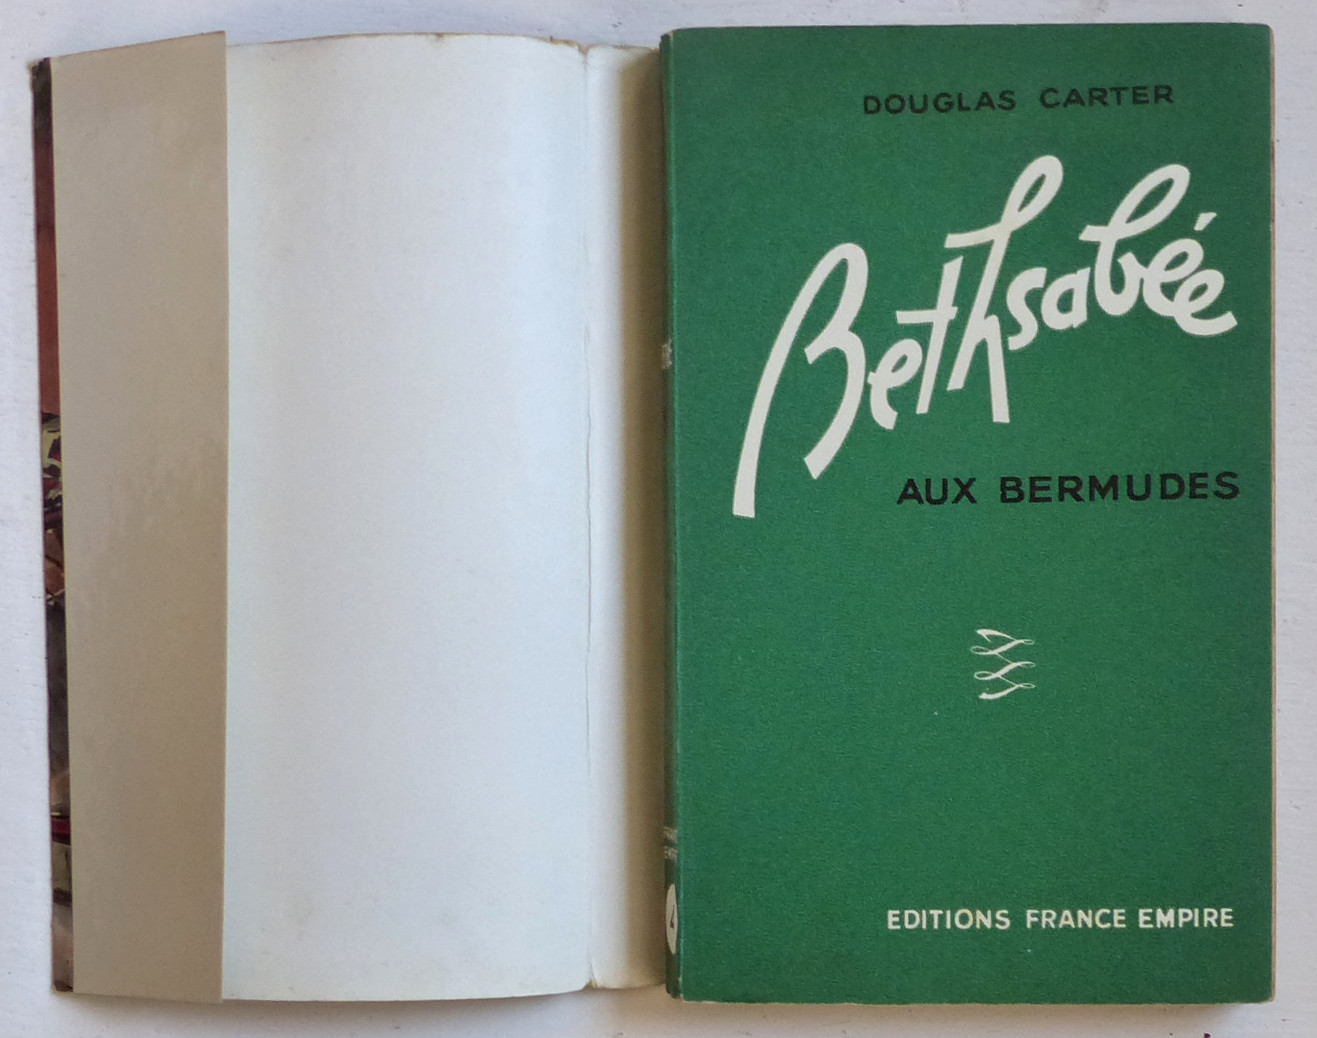 DOUGLAS CARTER
Bethsabée
AUX BERMUDES
EDITIONS FRANCE EMPIRE